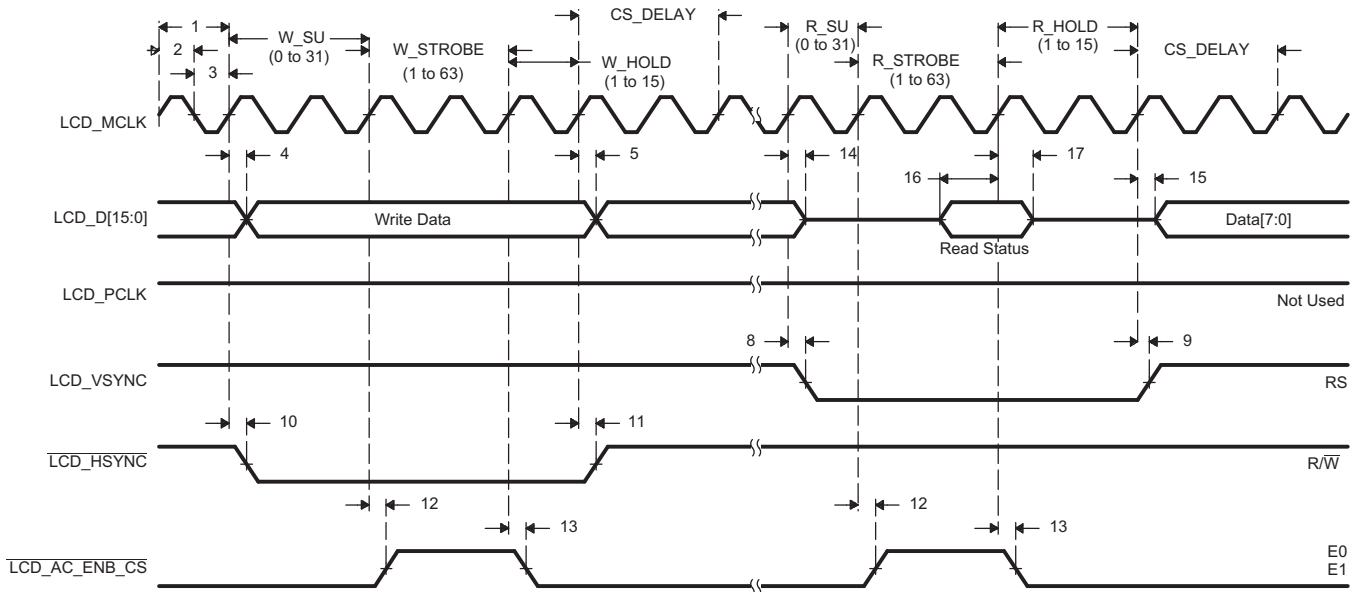 CS_DELAY
1
W_SU
(0 to 31)
R_SU
(0 to 31)
R_HOLD
(1 to 15)
2
W_STROBE
(1 to 63)
CS_DELAY
3
W_HOLD
(1 to 15)
R_STROBE
(1 to 63)
LCD_MCLK
4
5
14
17
16
15
LCD_D[15:0]
Write Data
Data[7:0]
Read Status
LCD_PCLK
Not Used
8
9
LCD_VSYNC
RS
10
11
LCD_HSYNC
R/W
12
13
12
13
LCD_AC_ENB_CS
E0
E1